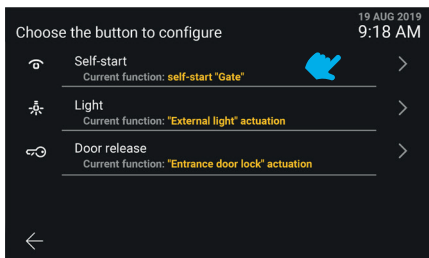 19 AUG 2019
Choose the button to configure
9:18 AM
Self-start
Current function: self-start "Gate"
Light
Current function: "External light" actuation
Door release
Current function: "Entrance door lock" actuation